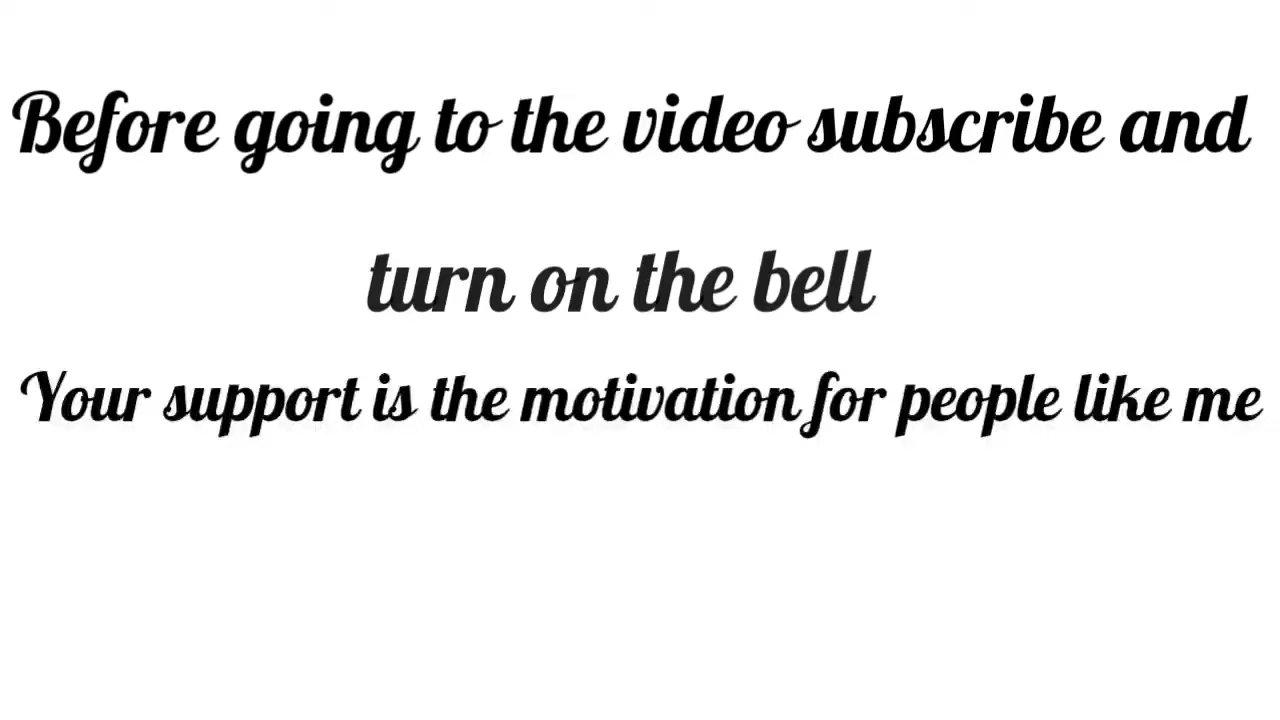 Before going to the video subscribe and
turn on the bell
Your support is the motivation for people like me